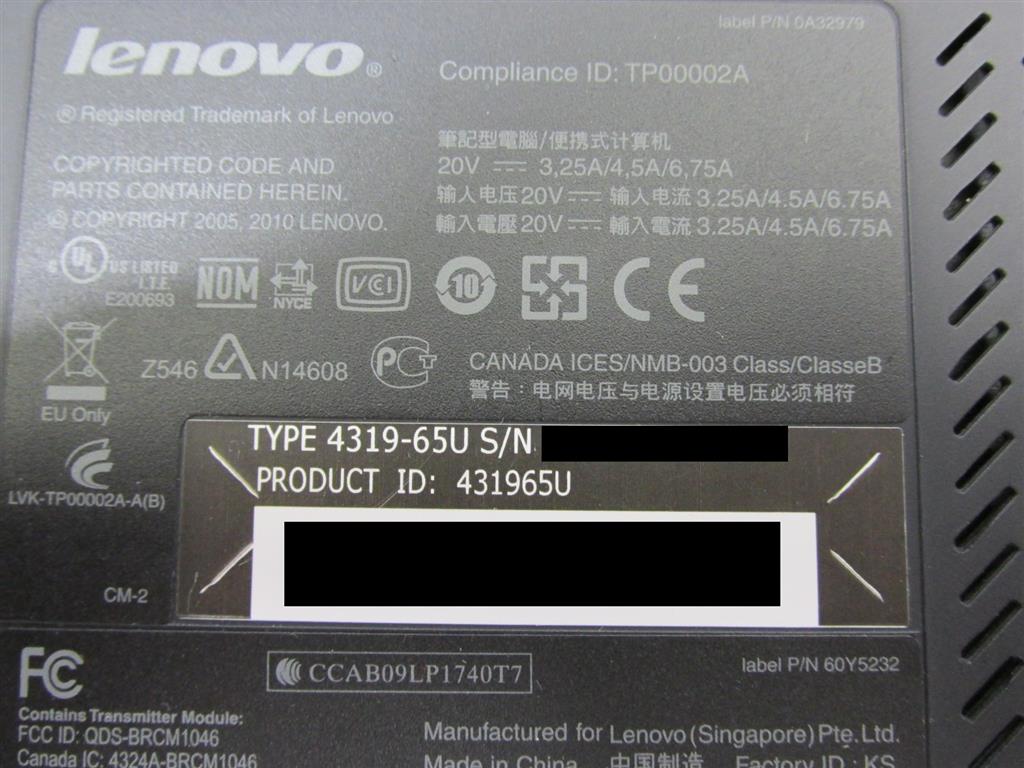 label P/N 0A32979
lenovo®
Compliance ID: TP00002A
® Registered Trademark of Lenovo
COPYRIGHTED CODE AND
PARTS CONTAINED HEREIN.
© COPYRIGHT 2005, 2010 LENOVO.
筆記型電腦/便携式计算机
20V ⎓ 3,25A/4,5A/6,75A
输入电压20V ⎓ 输入电流 3.25A/4.5A/6.75A
輸入電壓20V ⎓ 輸入電流 3.25A/4.5A/6.75A
C UL US LISTED
I.T.E.
E200693
NOM
NYCE
VCI
10
CE
EU Only
Z546
N14608
PCT
CANADA ICES/NMB-003 Class/ClasseB
警告：电网电压与电源设置电压必须相符
LVK-TP00002A-A(B)
CM-2
TYPE 4319-65U S/N
PRODUCT ID: 431965U
FC
CCAB09LP1740T7
label P/N 60Y5232
Contains Transmitter Module:
FCC ID: QDS-BRCM1046
Canada IC: 4324A-BRCM1046
Manufactured for Lenovo (Singapore) Pte.Ltd.
Made in China 中国制造 Factory ID : KS